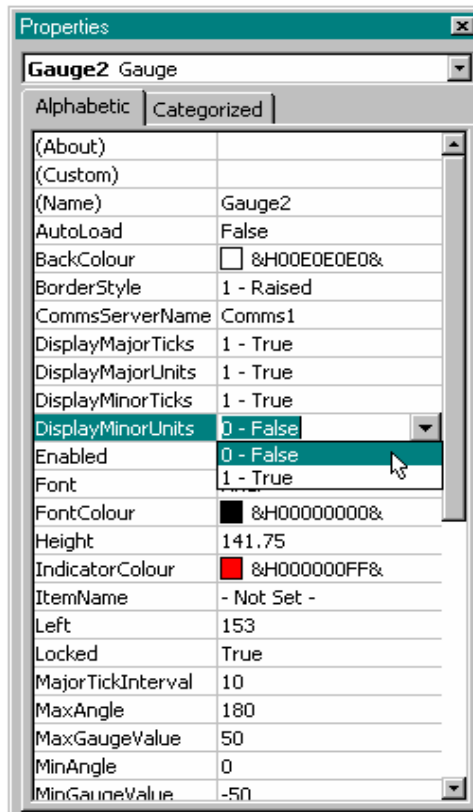 Properties
Gauge2 Gauge
Alphabetic Categorized
(About)
(Custom)
(Name) Gauge2
AutoLoad False
BackColour &H00E0E0E0&
BorderStyle 1 - Raised
CommsServerName Comms1
DisplayMajorTicks 1 - True
DisplayMajorUnits 1 - True
DisplayMinorTicks 1 - True
DisplayMinorUnits 0 - False
Enabled 0 - False
Font 1 - True
FontColour &H00000000&
Height 141.75
IndicatorColour &H000000FF&
ItemName - Not Set -
Left 153
Locked True
MajorTickInterval 10
MaxAngle 180
MaxGaugeValue 50
MinAngle 0
MinGaugeValue -50